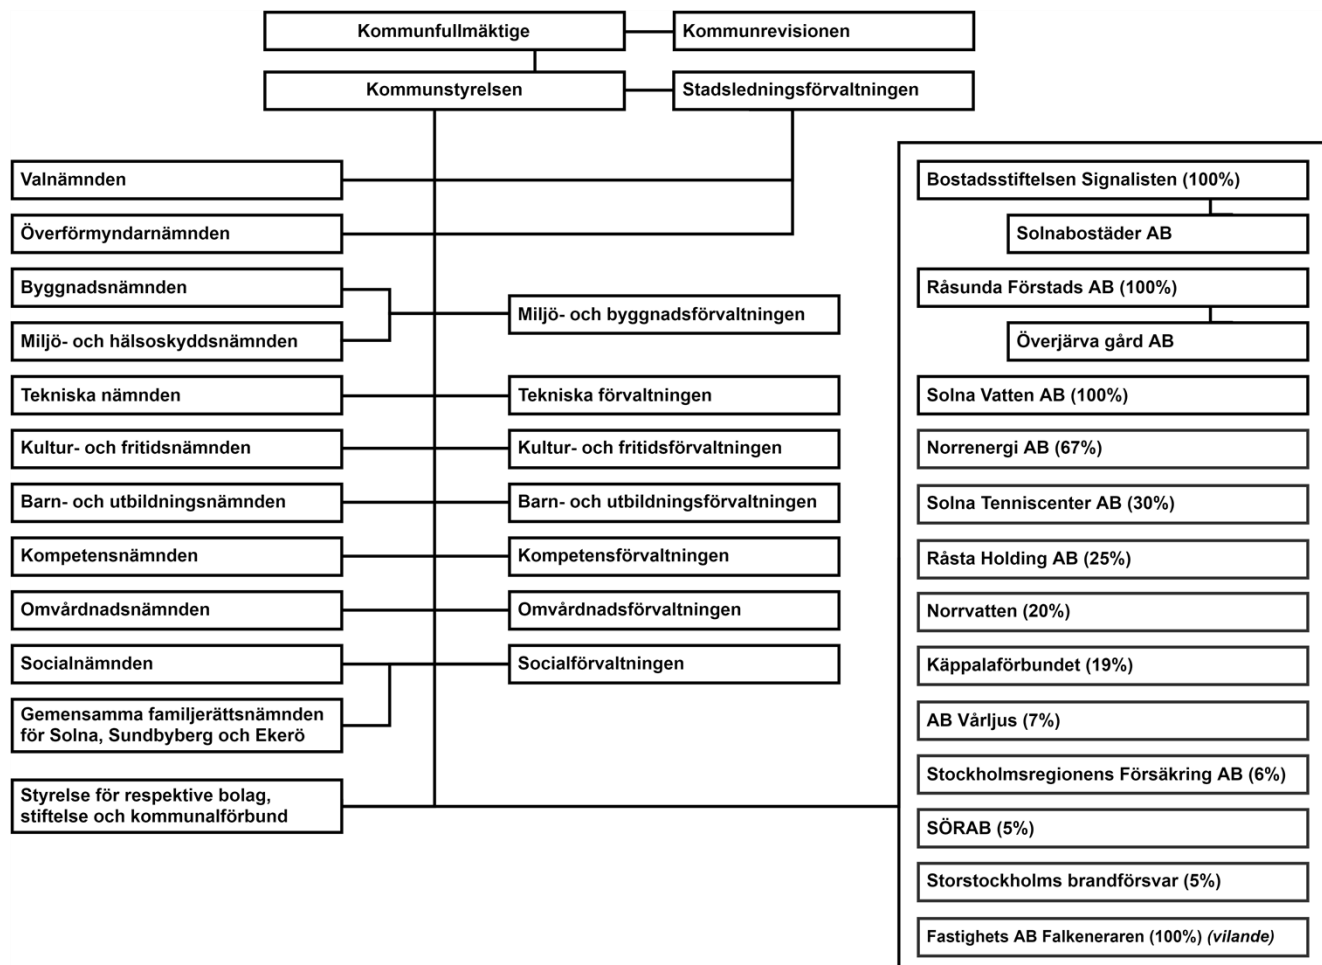 Kommunfullmäktige
Kommunrevisionen
Kommunstyrelsen
Stadsledningsförvaltningen
Valnämnden
Överförmyndarnämnden
Byggnadsnämnden
Miljö- och hälsoskyddsnämnden
Miljö- och byggnadsförvaltningen
Tekniska nämnden
Tekniska förvaltningen
Kultur- och fritidsnämnden
Kultur- och fritidsförvaltningen
Barn- och utbildningsnämnden
Barn- och utbildningsförvaltningen
Kompetensnämnden
Kompetensförvaltningen
Omvårdnadsnämnden
Omvårdnadsförvaltningen
Socialnämnden
Socialförvaltningen
Gemensamma familjerättsnämnden
för Solna, Sundbyberg och Ekerö
Styrelse för respektive bolag,
stiftelse och kommunalförbund
Bostadsstiftelsen Signalisten (100%)
Solnabostäder AB
Råsunda Förstads AB (100%)
Överjärva gård AB
Solna Vatten AB (100%)
Norrenergi AB (67%)
Solna Tenniscenter AB (30%)
Råsta Holding AB (25%)
Norrvatten (20%)
Käppalaförbundet (19%)
AB Vårljus (7%)
Stockholmsregionens Försäkring AB (6%)
SÖRAB (5%)
Storstockholms brandförsvar (5%)
Fastighets AB Falkeneraren (100%) (vilande)